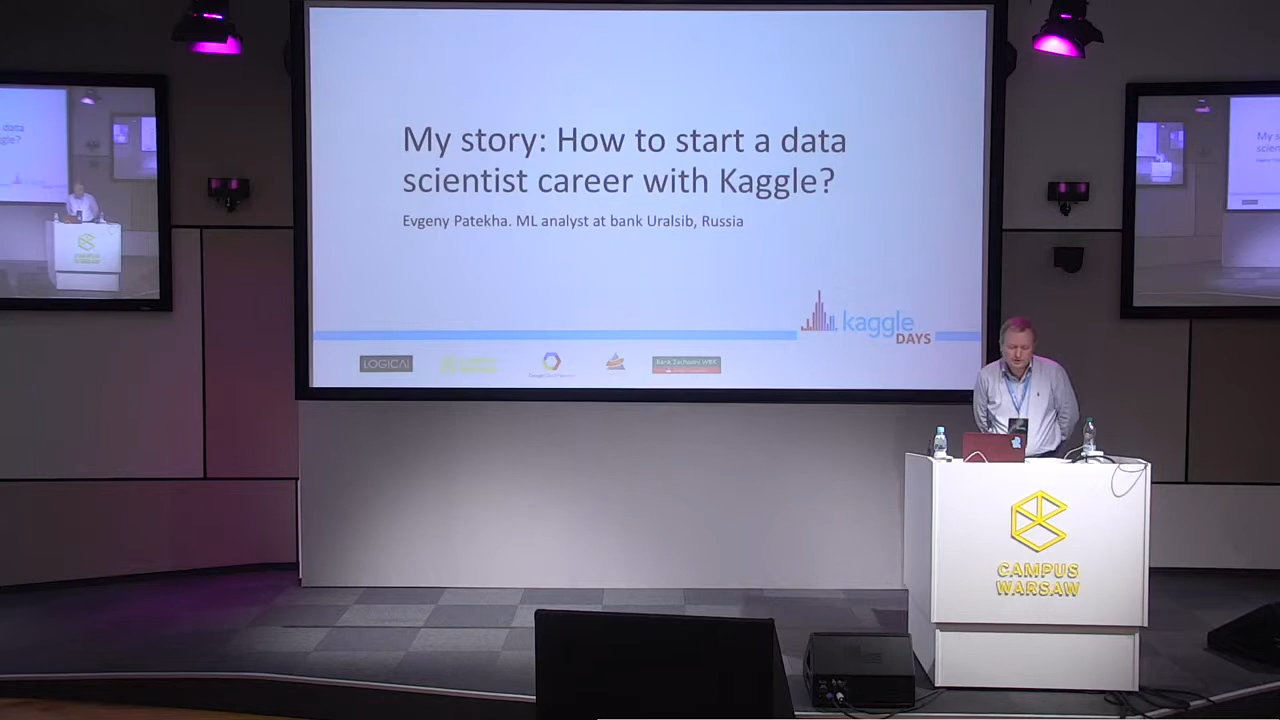 My story: How to start a data
scientist career with Kaggle?
Evgeny Patekha. ML analyst at bank Uralsib, Russia
kaggle
DAYS
LOGICAI
CAMPUS
WARSAW